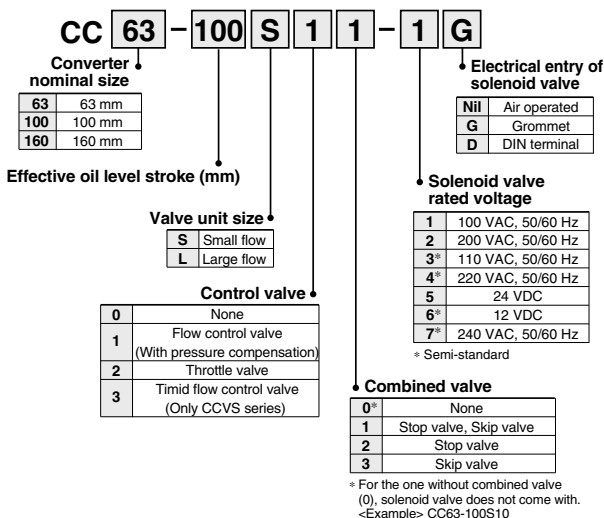 CC 63 - 100 S 1 1 - 1 G
Converter
nominal size
63 63 mm
100 100 mm
160 160 mm
Effective oil level stroke (mm)
Valve unit size
S Small flow
L Large flow
Control valve
0 None
1 Flow control valve
(With pressure compensation)
2 Throttle valve
3 Timid flow control valve
(Only CCVS series)
Electrical entry of
solenoid valve
Nil Air operated
G Grommet
D DIN terminal
Solenoid valve
rated voltage
1 100 VAC, 50/60 Hz
2 200 VAC, 50/60 Hz
3* 110 VAC, 50/60 Hz
4* 220 VAC, 50/60 Hz
5 24 VDC
6* 12 VDC
7* 240 VAC, 50/60 Hz
* Semi-standard
Combined valve
0* None
1 Stop valve, Skip valve
2 Stop valve
3 Skip valve
* For the one without combined valve
(0), solenoid valve does not come with.
<Example> CC63-100S10